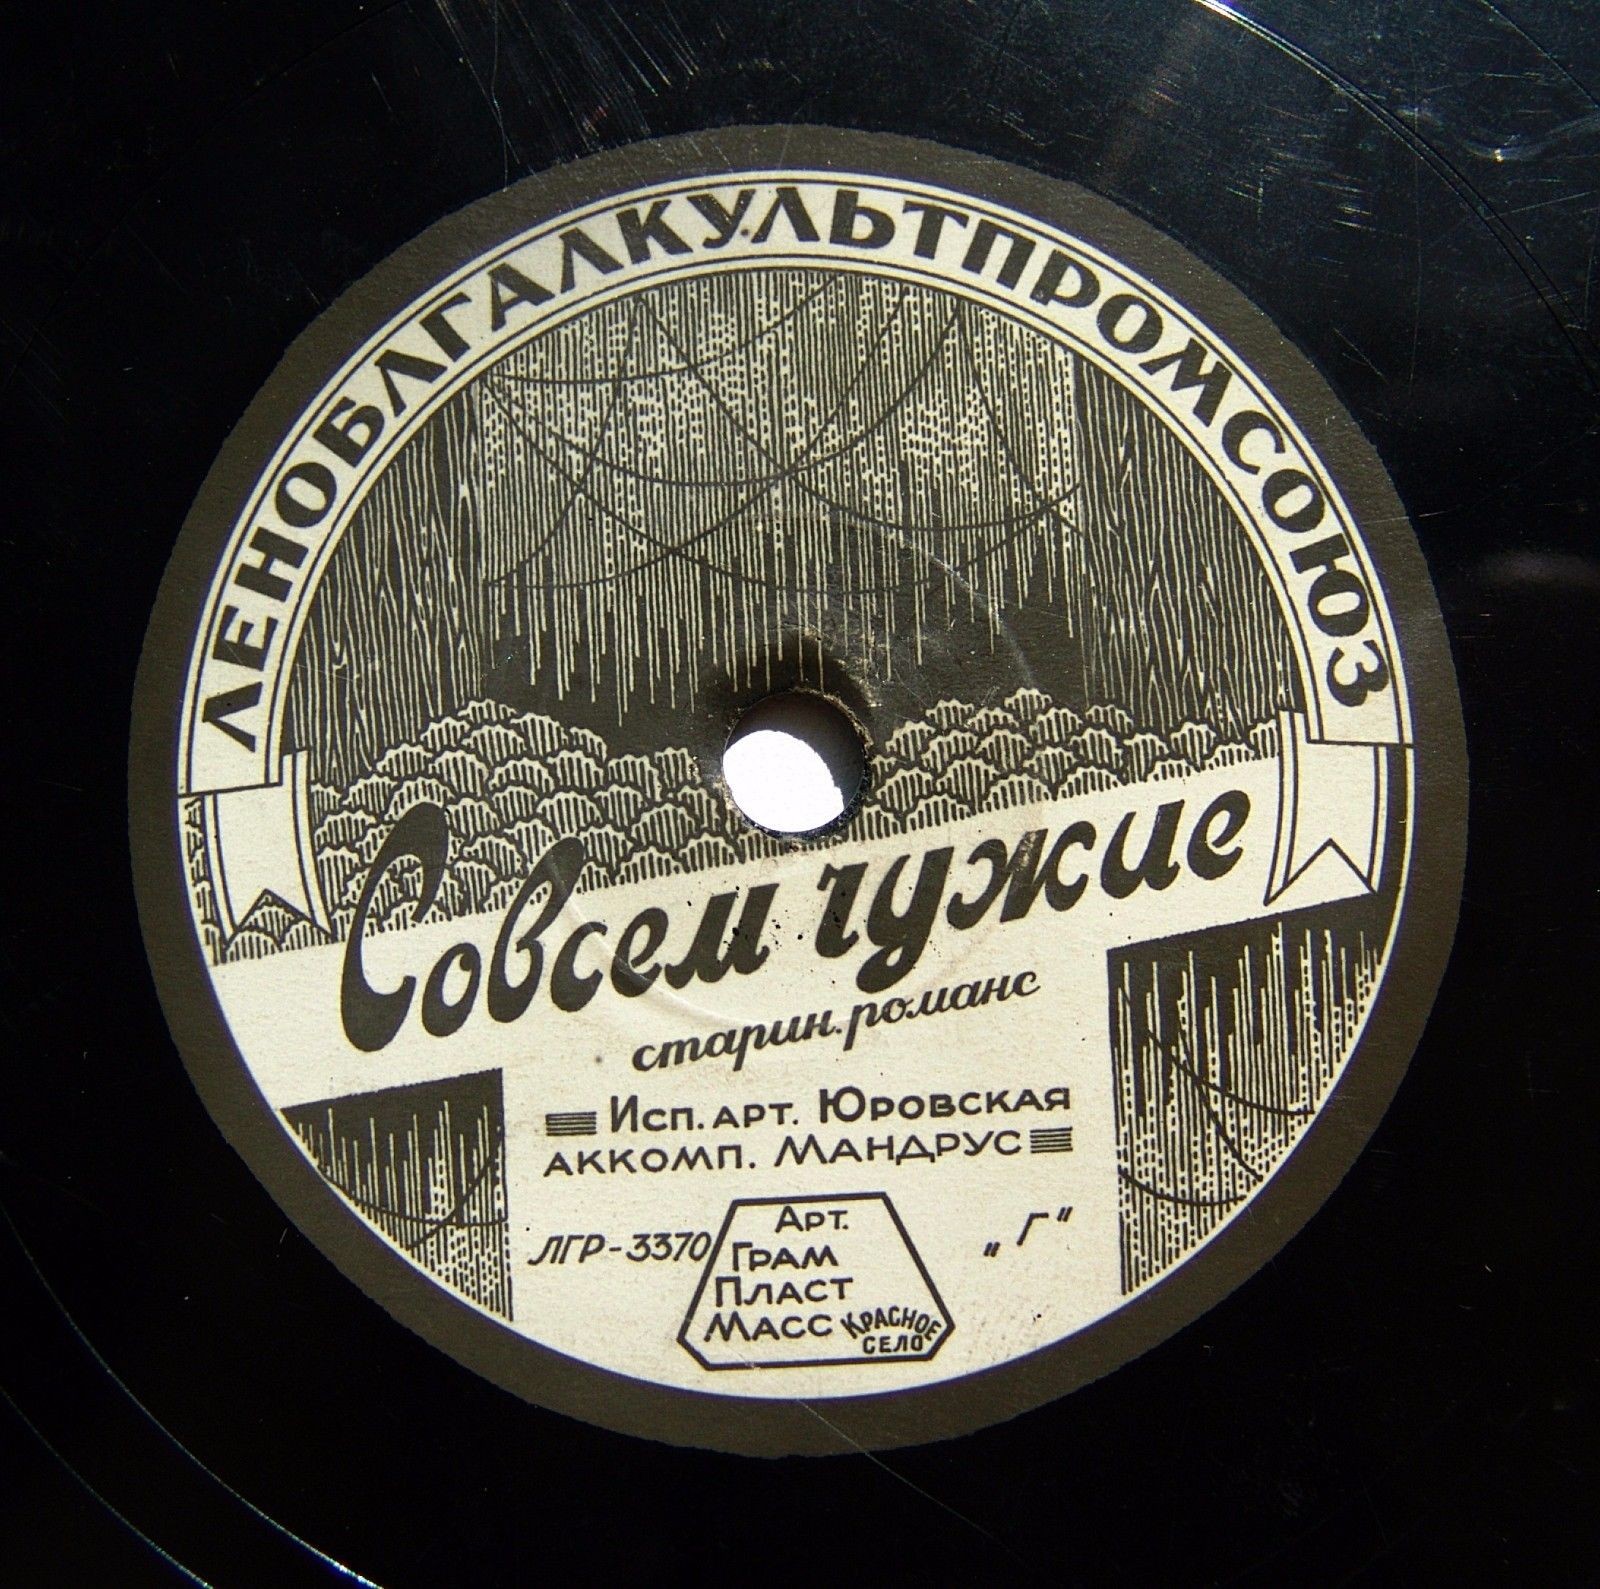 ЛЕНОБЛГАЛКУЛЬТПРОМСОЮЗ
Совсем чужие
старин. романс
Исп. арт. Юровская
аккомп. Мандрус
ЛГР-3370
Арт.
Грам
Пласт
Масс
КРАСНОЕ
СЕЛО
„Г“